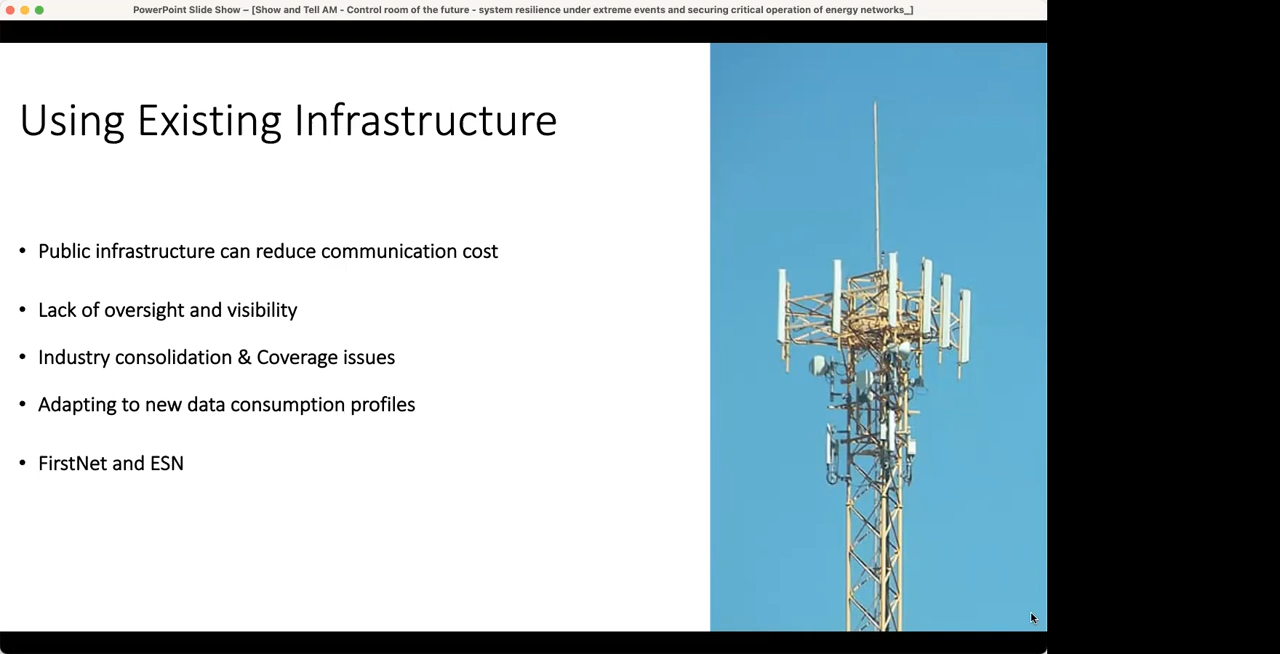 PowerPoint Slide Show – [Show and Tell AM - Control room of the future - system resilience under extreme events and securing critical operation of energy networks_]
Using Existing Infrastructure
• Public infrastructure can reduce communication cost
• Lack of oversight and visibility
• Industry consolidation & Coverage issues
• Adapting to new data consumption profiles
• FirstNet and ESN